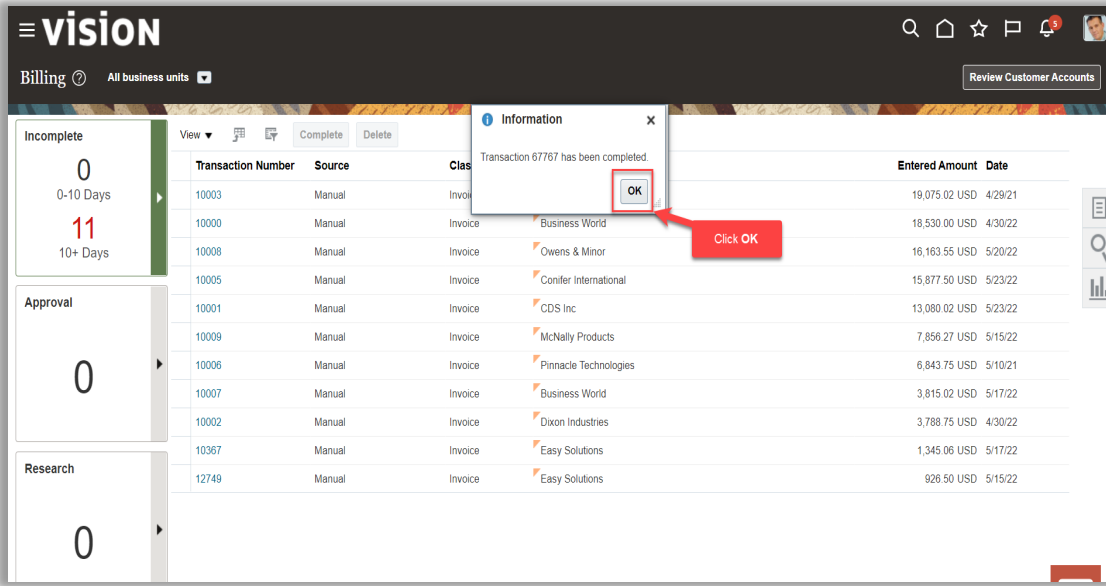 VISION
5
Billing ? All business units
Review Customer Accounts
Incomplete
0
0-10 Days
11
10+ Days
Approval
0
Research
0
View Complete Delete
Transaction Number Source Entered Amount Date
10003 Manual 19,075.02 USD 4/29/21
10000 Manual Invoice Business World 18,530.00 USD 4/30/22
10008 Manual Invoice Owens & Minor 16,163.55 USD 5/20/22
10005 Manual Invoice Conifer International 15,877.50 USD 5/23/22
10001 Manual Invoice CDS Inc 13,080.02 USD 5/23/22
10009 Manual Invoice McNally Products 7,856.27 USD 5/15/22
10006 Manual Invoice Pinnacle Technologies 6,843.75 USD 5/10/21
10007 Manual Invoice Business World 3,815.02 USD 5/17/22
10002 Manual Invoice Dixon Industries 3,788.75 USD 4/30/22
10367 Manual Invoice Easy Solutions 1,345.06 USD 5/17/22
12749 Manual Invoice Easy Solutions 926.50 USD 5/15/22
Information
Transaction 67767 has been completed.
OK
Click OK